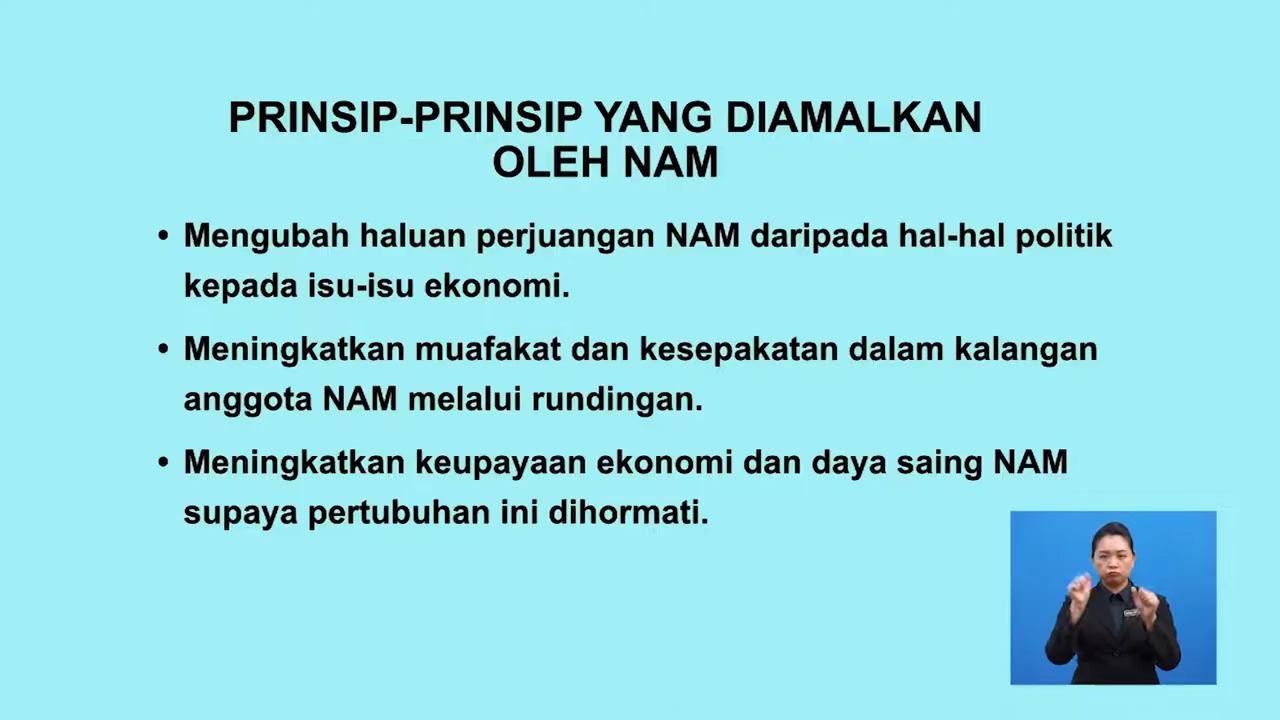 PRINSIP-PRINSIP YANG DIAMALKAN
OLEH NAM
• Mengubah haluan perjuangan NAM daripada hal-hal politik
kepada isu-isu ekonomi.
• Meningkatkan muafakat dan kesepakatan dalam kalangan
anggota NAM melalui rundingan.
• Meningkatkan keupayaan ekonomi dan daya saing NAM
supaya pertubuhan ini dihormati.